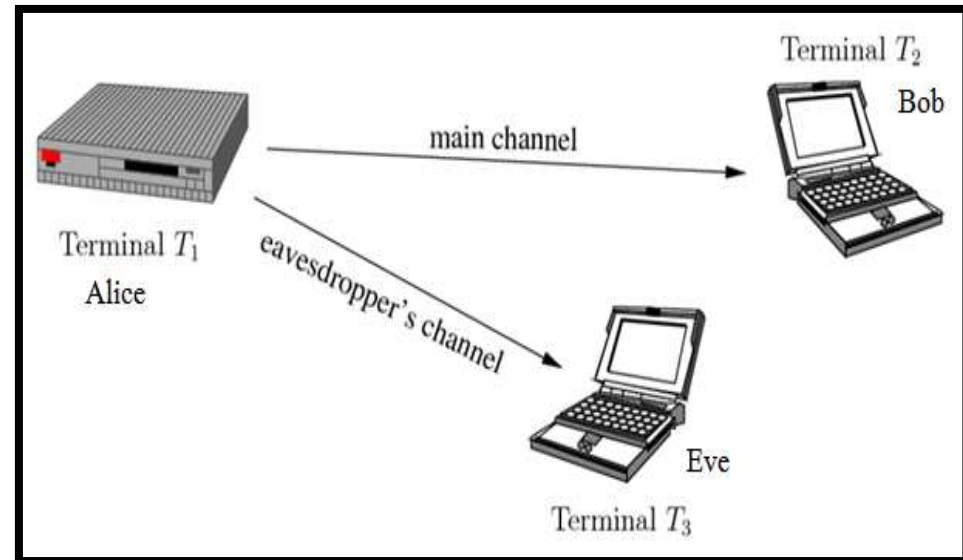 Terminal T₂
Bob
main channel
Terminal T₁
Alice
eavesdropper's channel
Eve
Terminal T₃